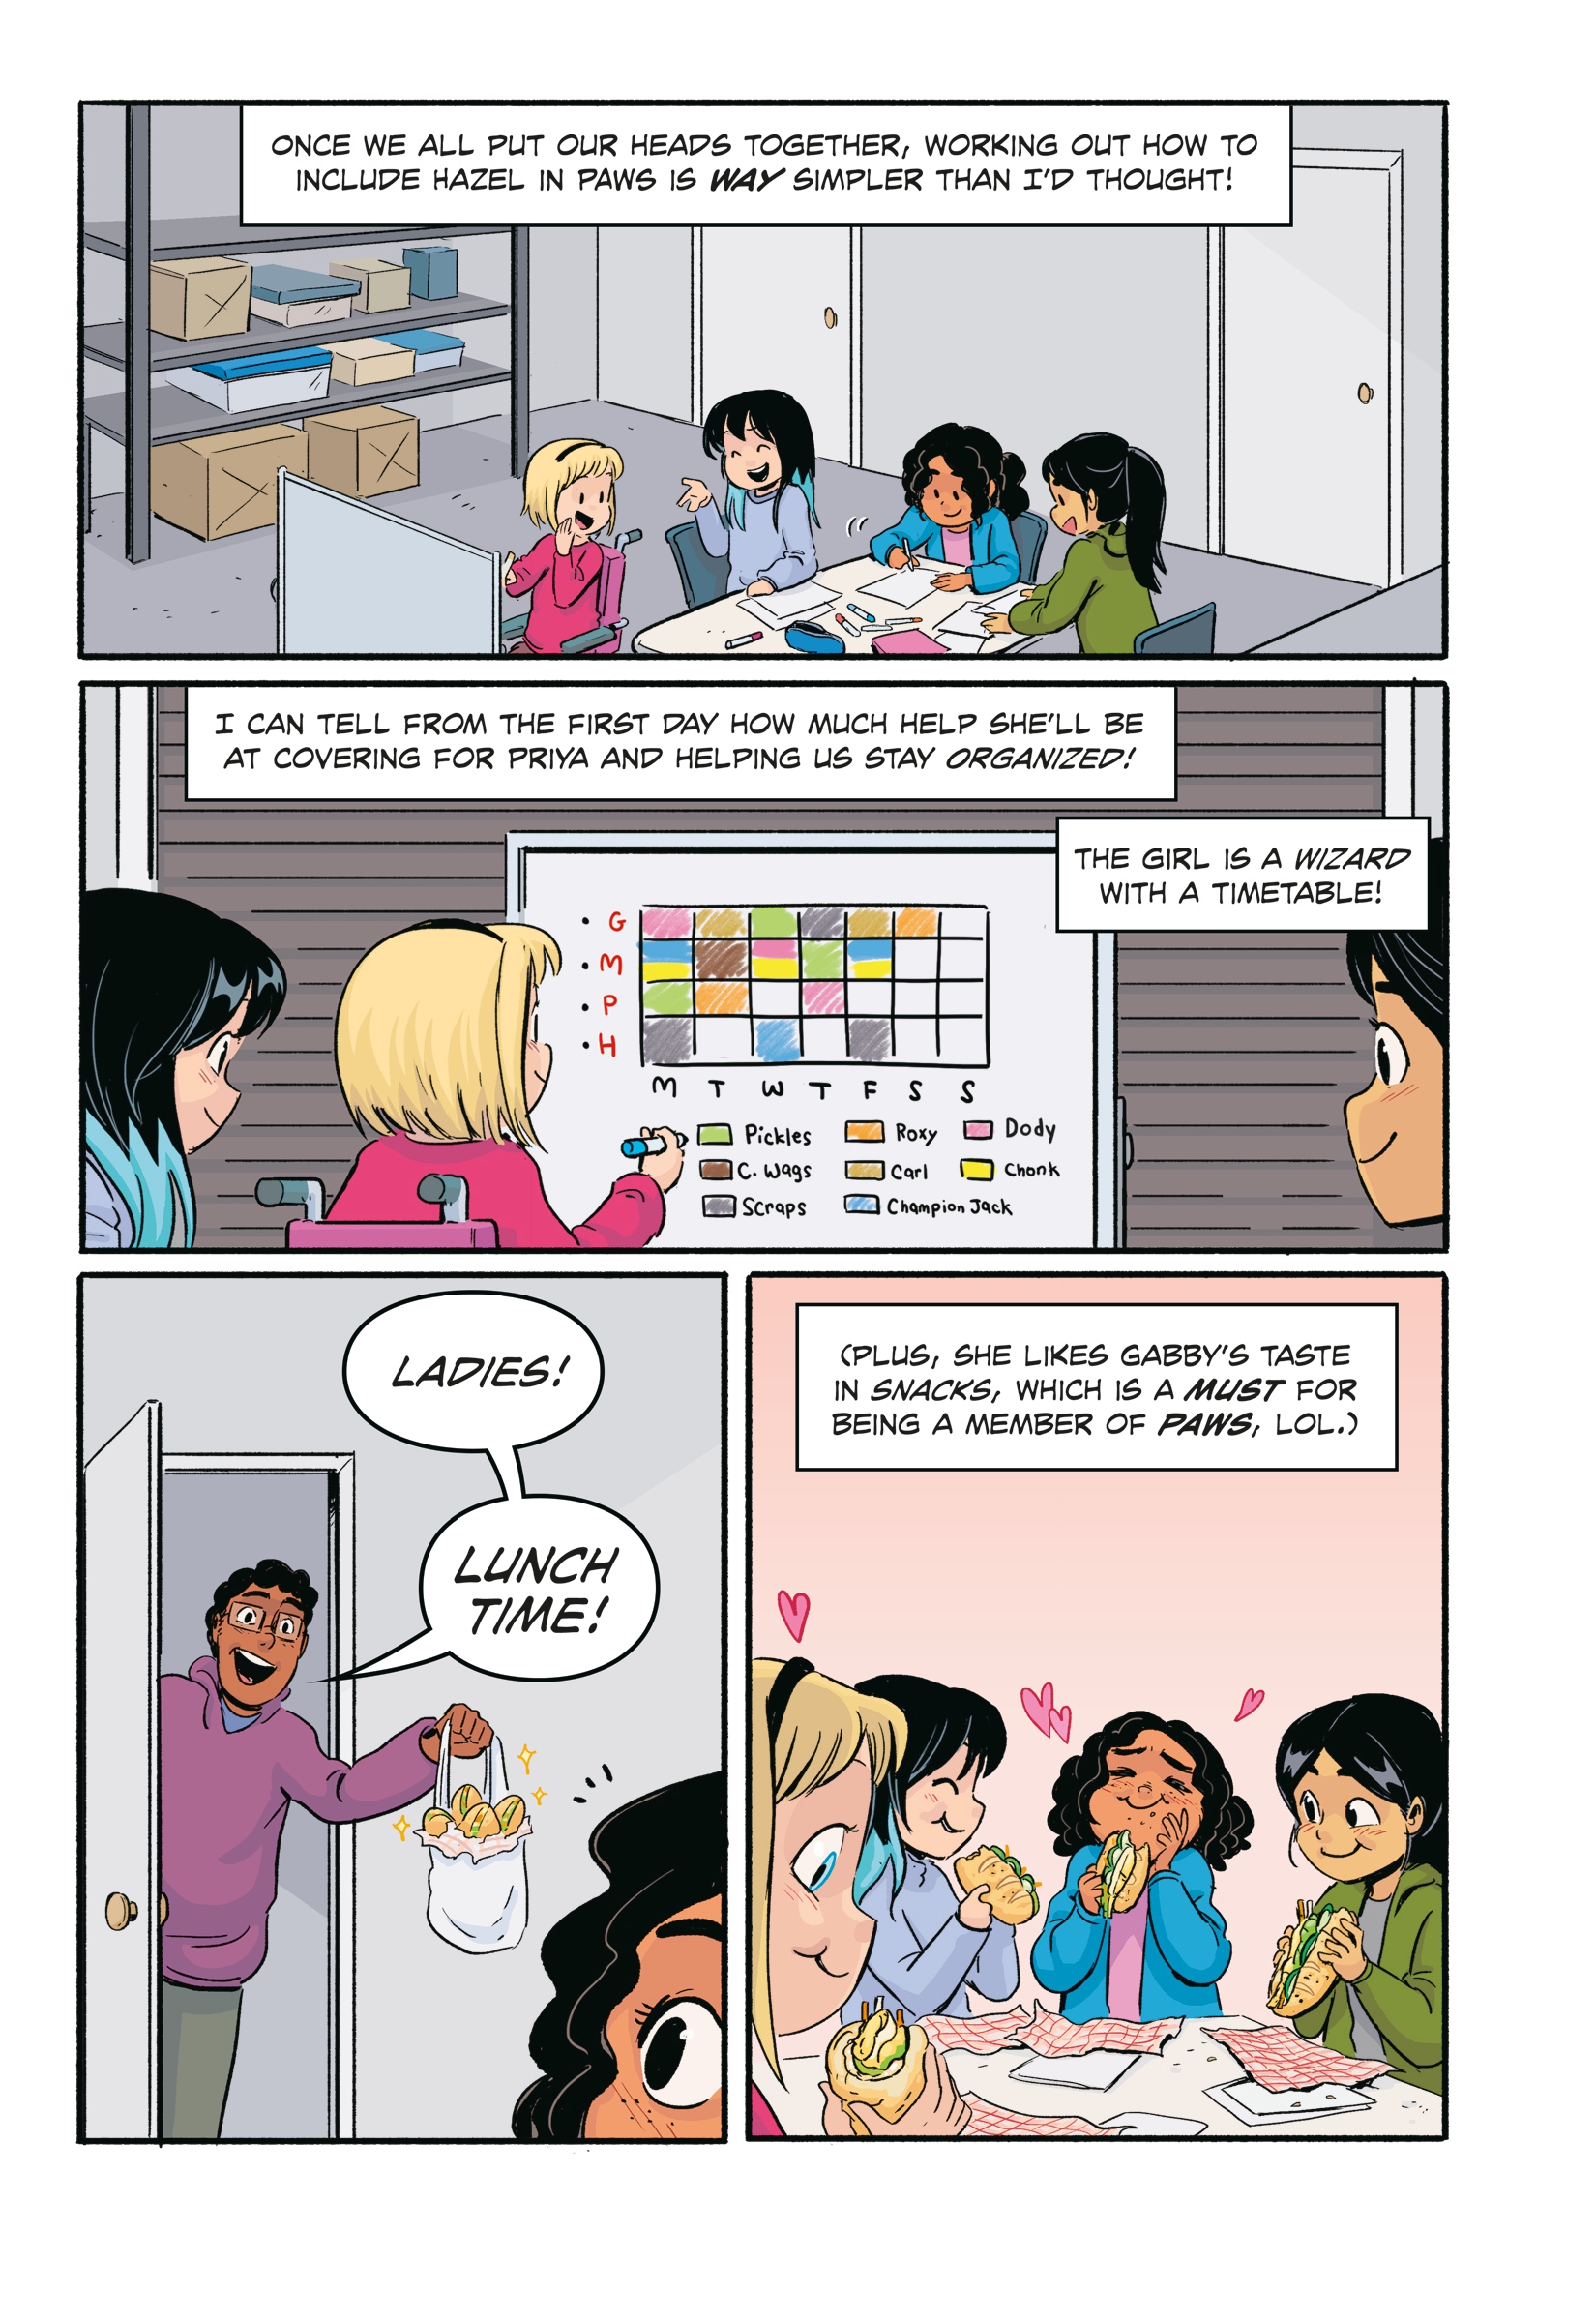 ONCE WE ALL PUT OUR HEADS TOGETHER, WORKING OUT HOW TO
INCLUDE HAZEL IN PAWS IS WAY SIMPLER THAN I'D THOUGHT!
I CAN TELL FROM THE FIRST DAY HOW MUCH HELP SHE'LL BE
AT COVERING FOR PRIYA AND HELPING US STAY ORGANIZED!
THE GIRL IS A WIZARD
WITH A TIMETABLE!
• G
• M
• P
• H
M T W T F S S
Pickles Roxy Dody
C. Wags Carl Chonk
Scraps Champion Jack
LADIES!
LUNCH
TIME!
(PLUS, SHE LIKES GABBY'S TASTE
IN SNACKS, WHICH IS A MUST FOR
BEING A MEMBER OF PAWS, LOL.)